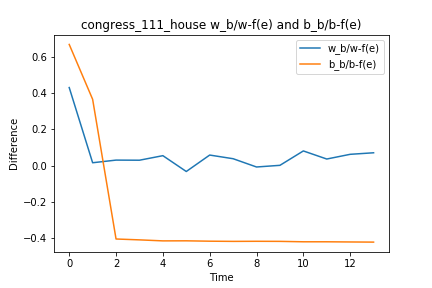 congress_111_house w_b/w-f(e) and b_b/b-f(e)
w_b/w-f(e)
b_b/b-f(e)
Difference
0.6
0.4
0.2
0.0
−0.2
−0.4
0 2 4 6 8 10 12
Time